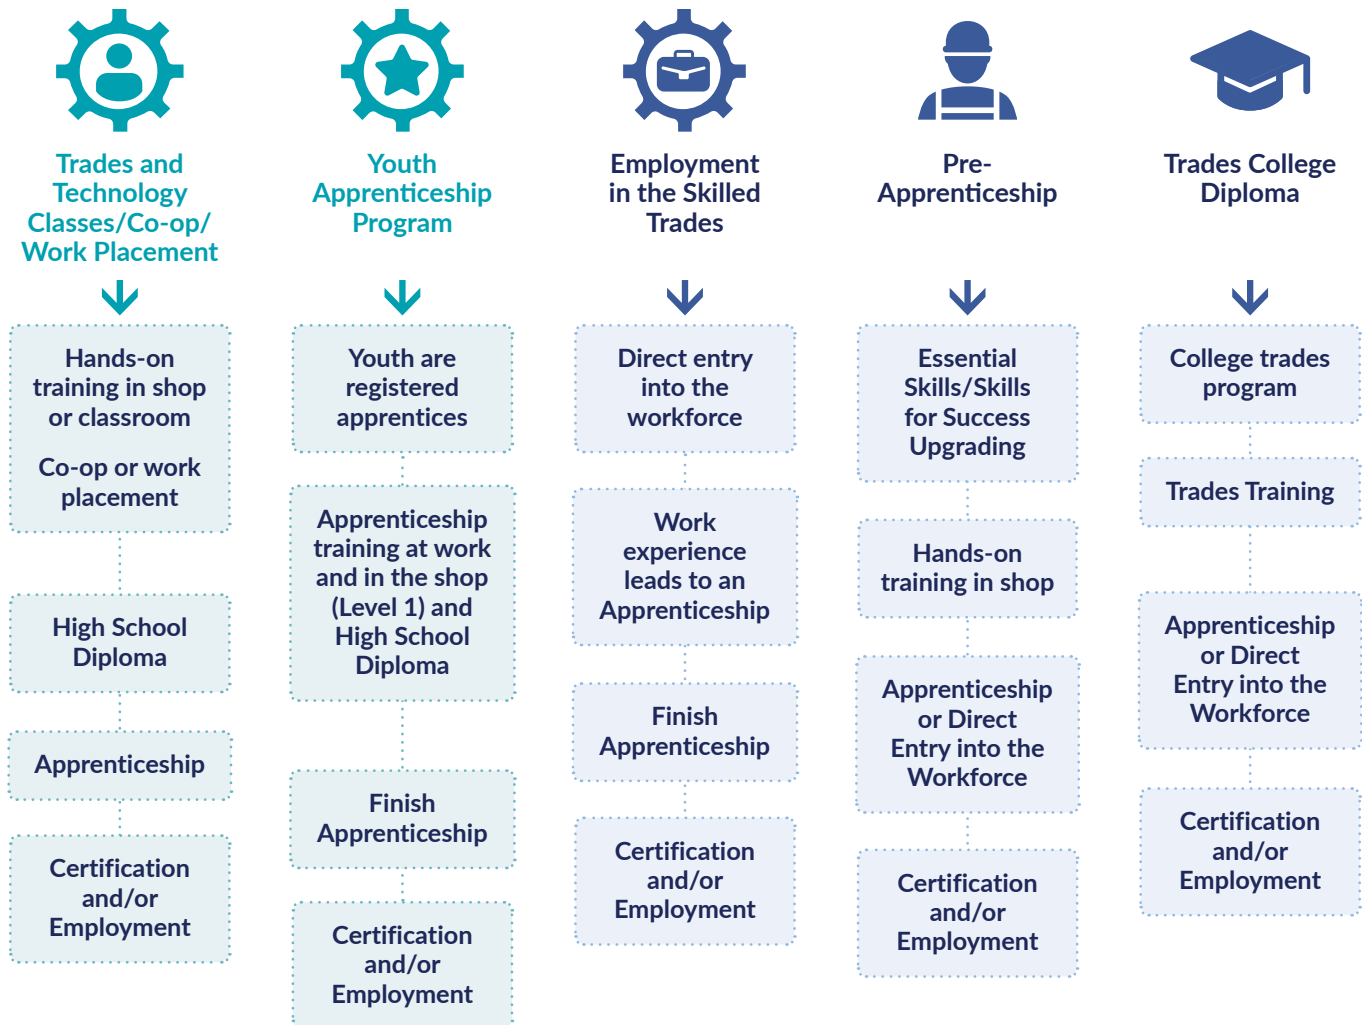 Trades and
Technology
Classes/Co-op/
Work Placement
Hands-on
training in shop
or classroom
Co-op or work
placement
High School
Diploma
Apprenticeship
Certification
and/or
Employment
Youth
Apprenticeship
Program
Youth are
registered
apprentices
Apprenticeship
training at work
and in the shop
(Level 1) and
High School
Diploma
Finish
Apprenticeship
Certification
and/or
Employment
Employment
in the Skilled
Trades
Direct entry
into the
workforce
Work
experience
leads to an
Apprenticeship
Finish
Apprenticeship
Certification
and/or
Employment
Pre-
Apprenticeship
Essential
Skills/Skills
for Success
Upgrading
Hands-on
training in shop
Apprenticeship
or Direct
Entry into the
Workforce
Certification
and/or
Employment
Trades College
Diploma
College trades
program
Trades Training
Apprenticeship
or Direct
Entry into the
Workforce
Certification
and/or
Employment